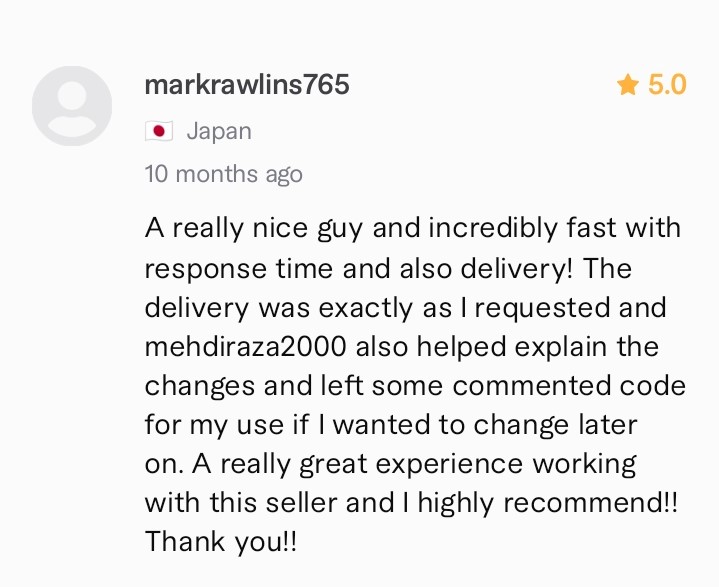 markrawlins765
5.0
Japan
10 months ago
A really nice guy and incredibly fast with
response time and also delivery! The
delivery was exactly as I requested and
mehdiraza2000 also helped explain the
changes and left some commented code
for my use if I wanted to change later
on. A really great experience working
with this seller and I highly recommend!!
Thank you!!